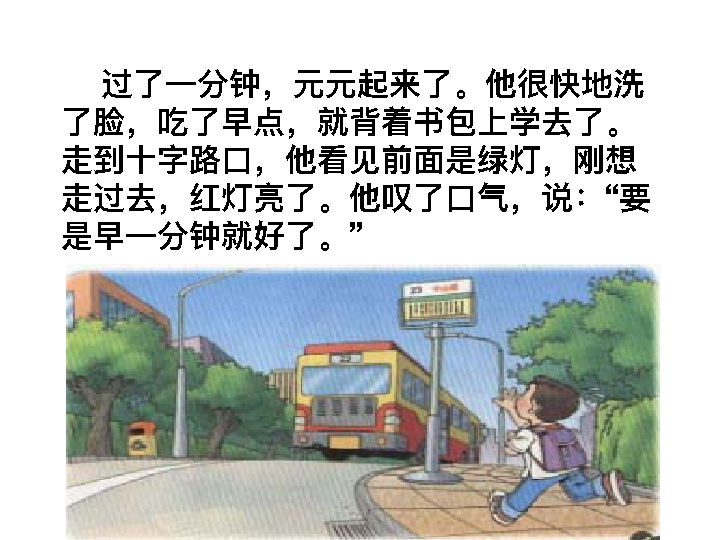 过了一分钟，元元起来了。他很快地洗
了脸，吃了早点，就背着书包上学去了。
走到十字路口，他看见前面是绿灯，刚想
走过去，红灯亮了。他叹了口气，说：“要
是早一分钟就好了。”
23
22